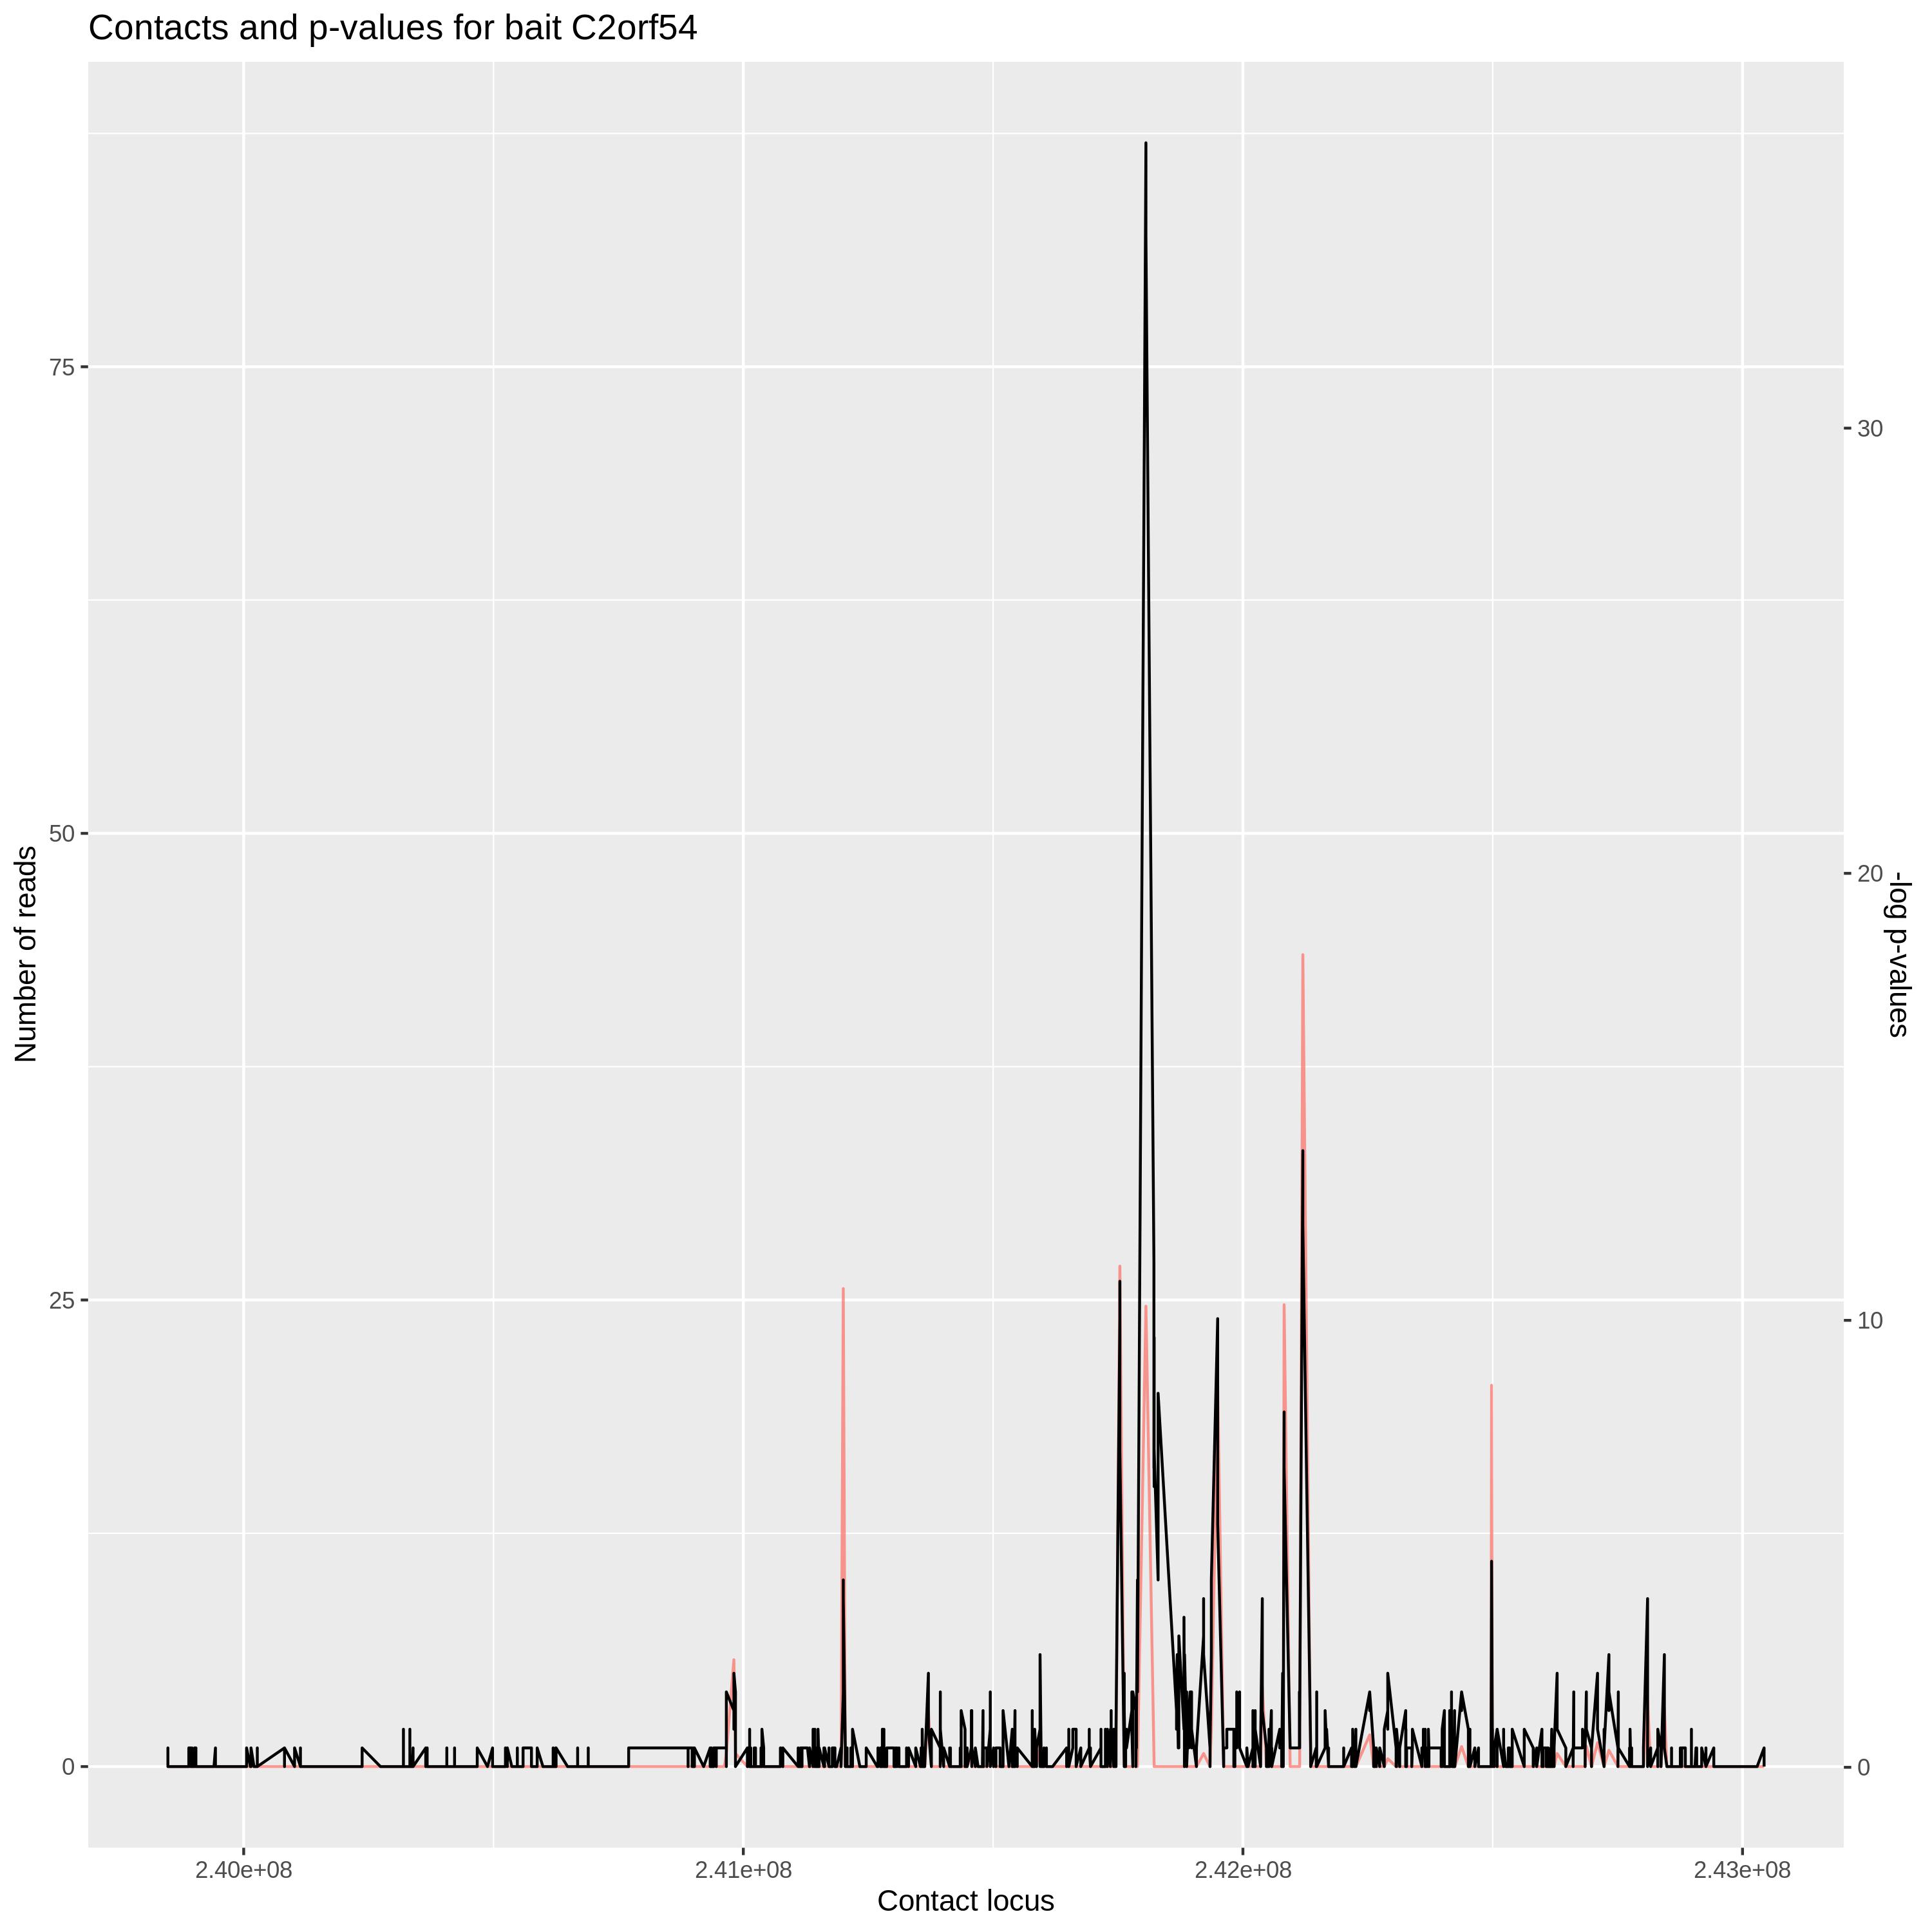 Contacts and p-values for bait C2orf54
75
50
25
0
Number of reads
30
20
10
0
-log p-values
2.40e+08 2.41e+08 2.42e+08 2.43e+08
Contact locus